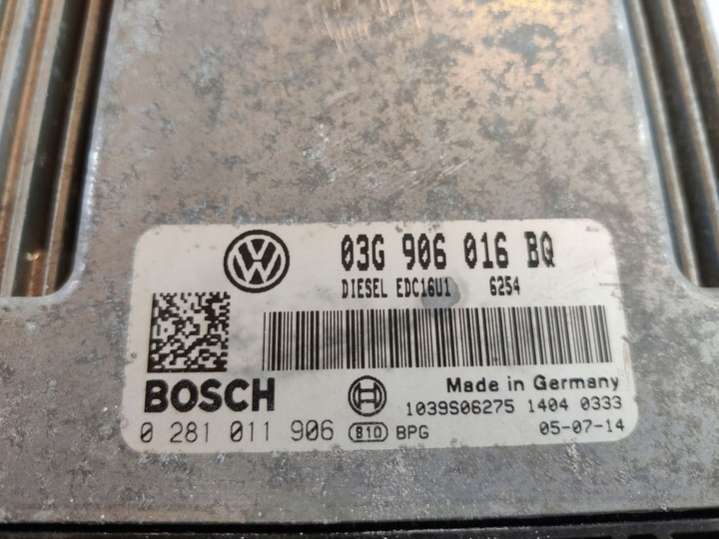 03G 906 016 BQ
DIESEL EDC16U1 6254
BOSCH
Made in Germany
1039S06275 1404 0333
0 281 011 906 B10 BPG 05-07-14